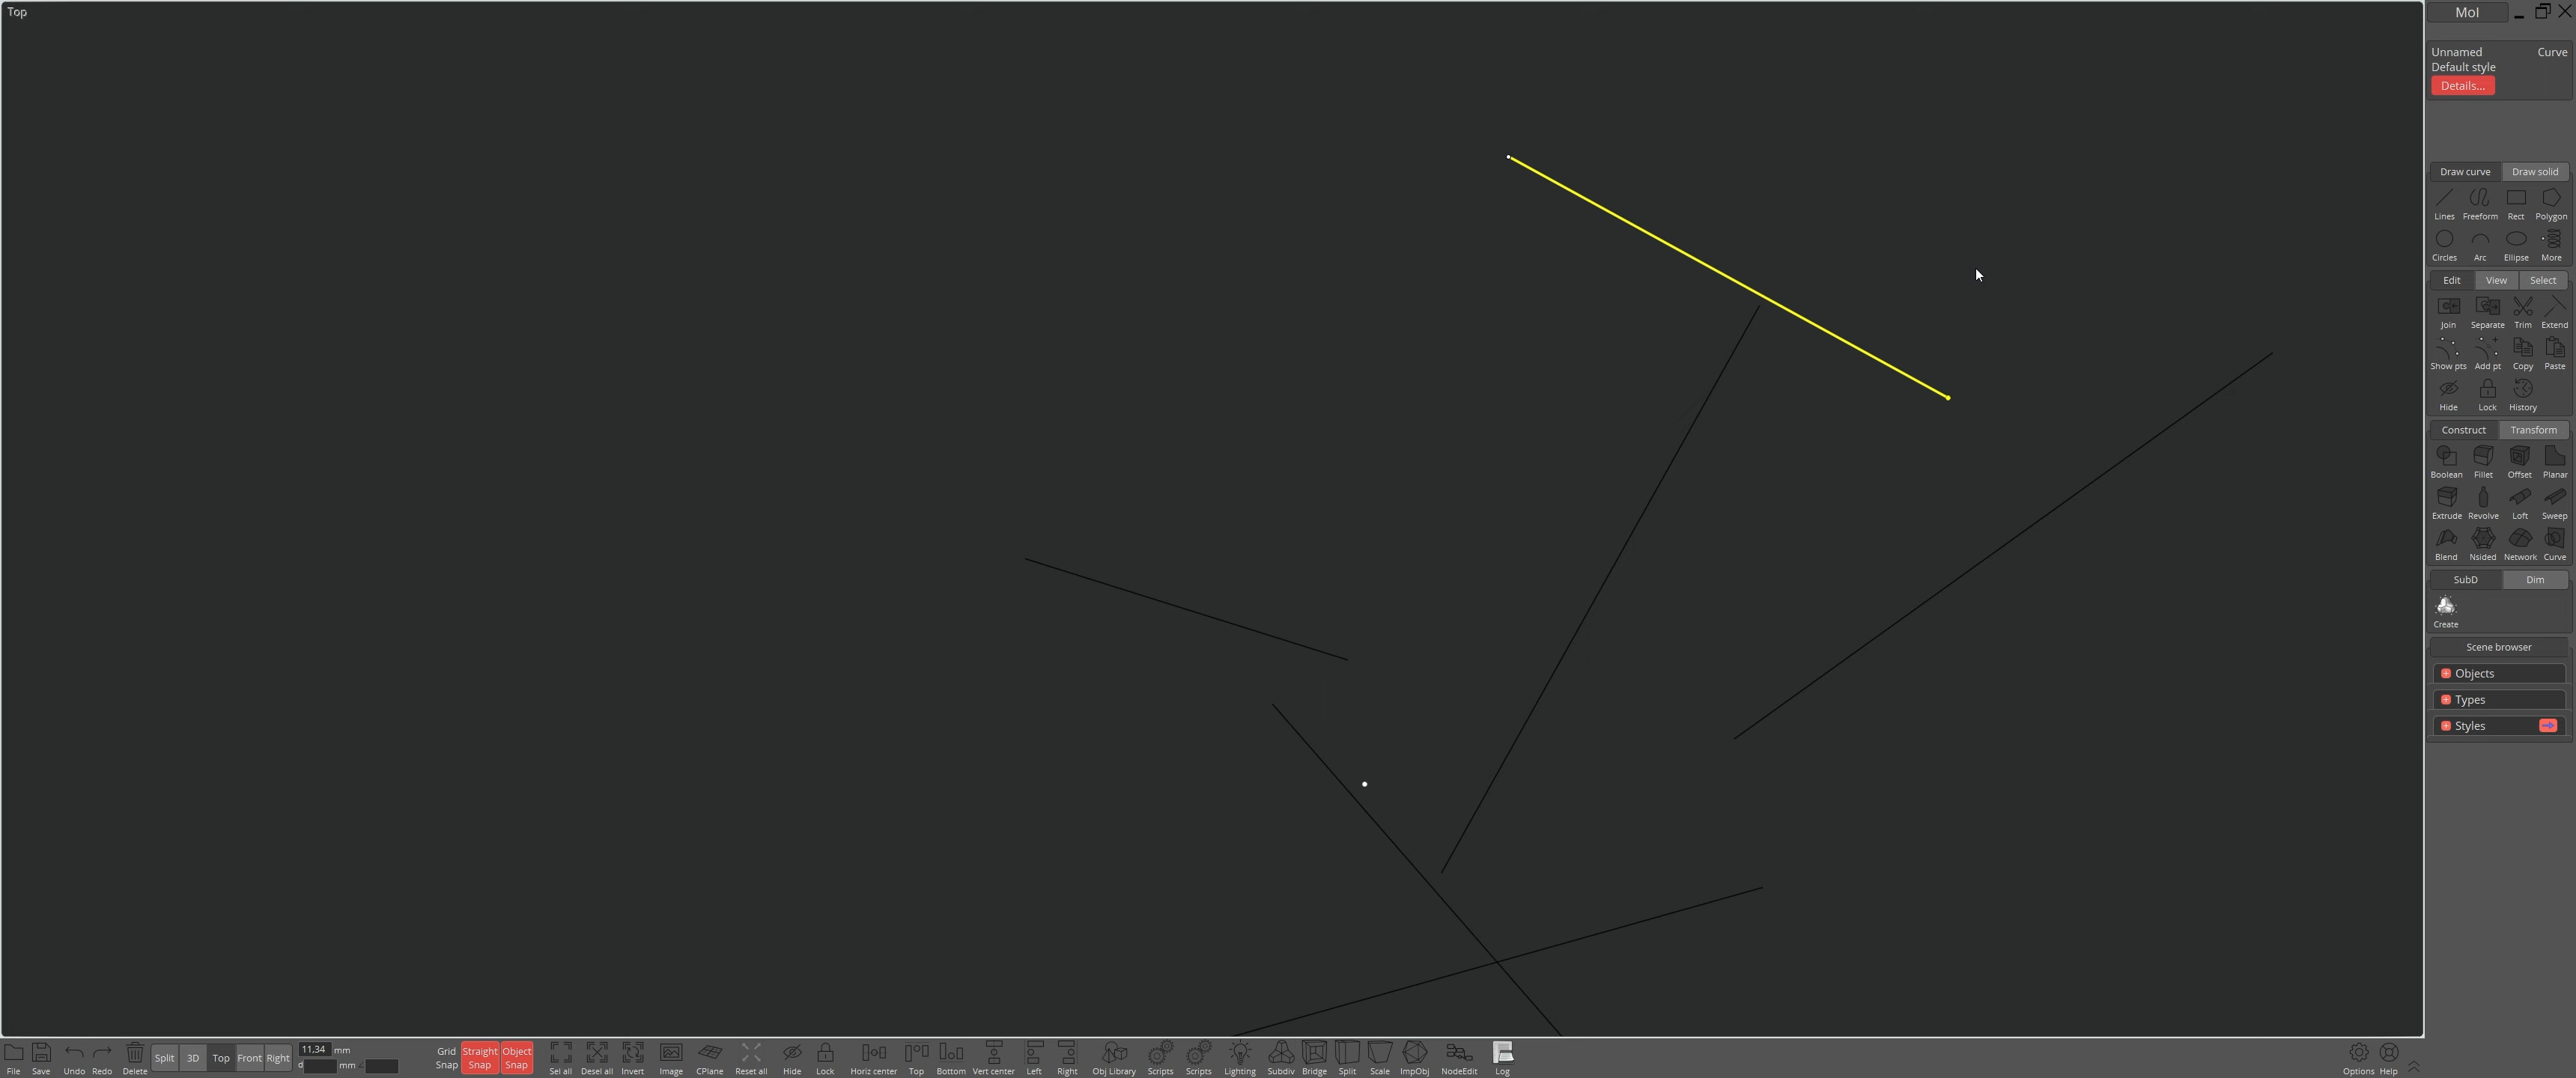 Top
MoI
Unnamed Curve
Default style
Details...
Draw curve Draw solid
Lines Freeform Rect Polygon
Circles Arc Ellipse More
Edit View Select
Join Separate Trim Extend
Show pts Add pt Copy Paste
Hide Lock History
Construct Transform
Boolean Fillet Offset Planar
Extrude Revolve Loft Sweep
Blend Nsided Network Curve
SubD Dim
Create
Scene browser
Objects
Types
Styles
File Save Undo Redo Delete
Split 3D Top Front Right
11,34 mm
d mm
Grid Snap
Straight Snap
Object Snap
Sel all Desel all Invert Image CPlane Reset all Hide Lock Horiz center Top Bottom Vert center Left Right Obj Library Scripts Scripts Lighting Subdiv Bridge Split Scale ImpObj NodeEdit Log
Options Help